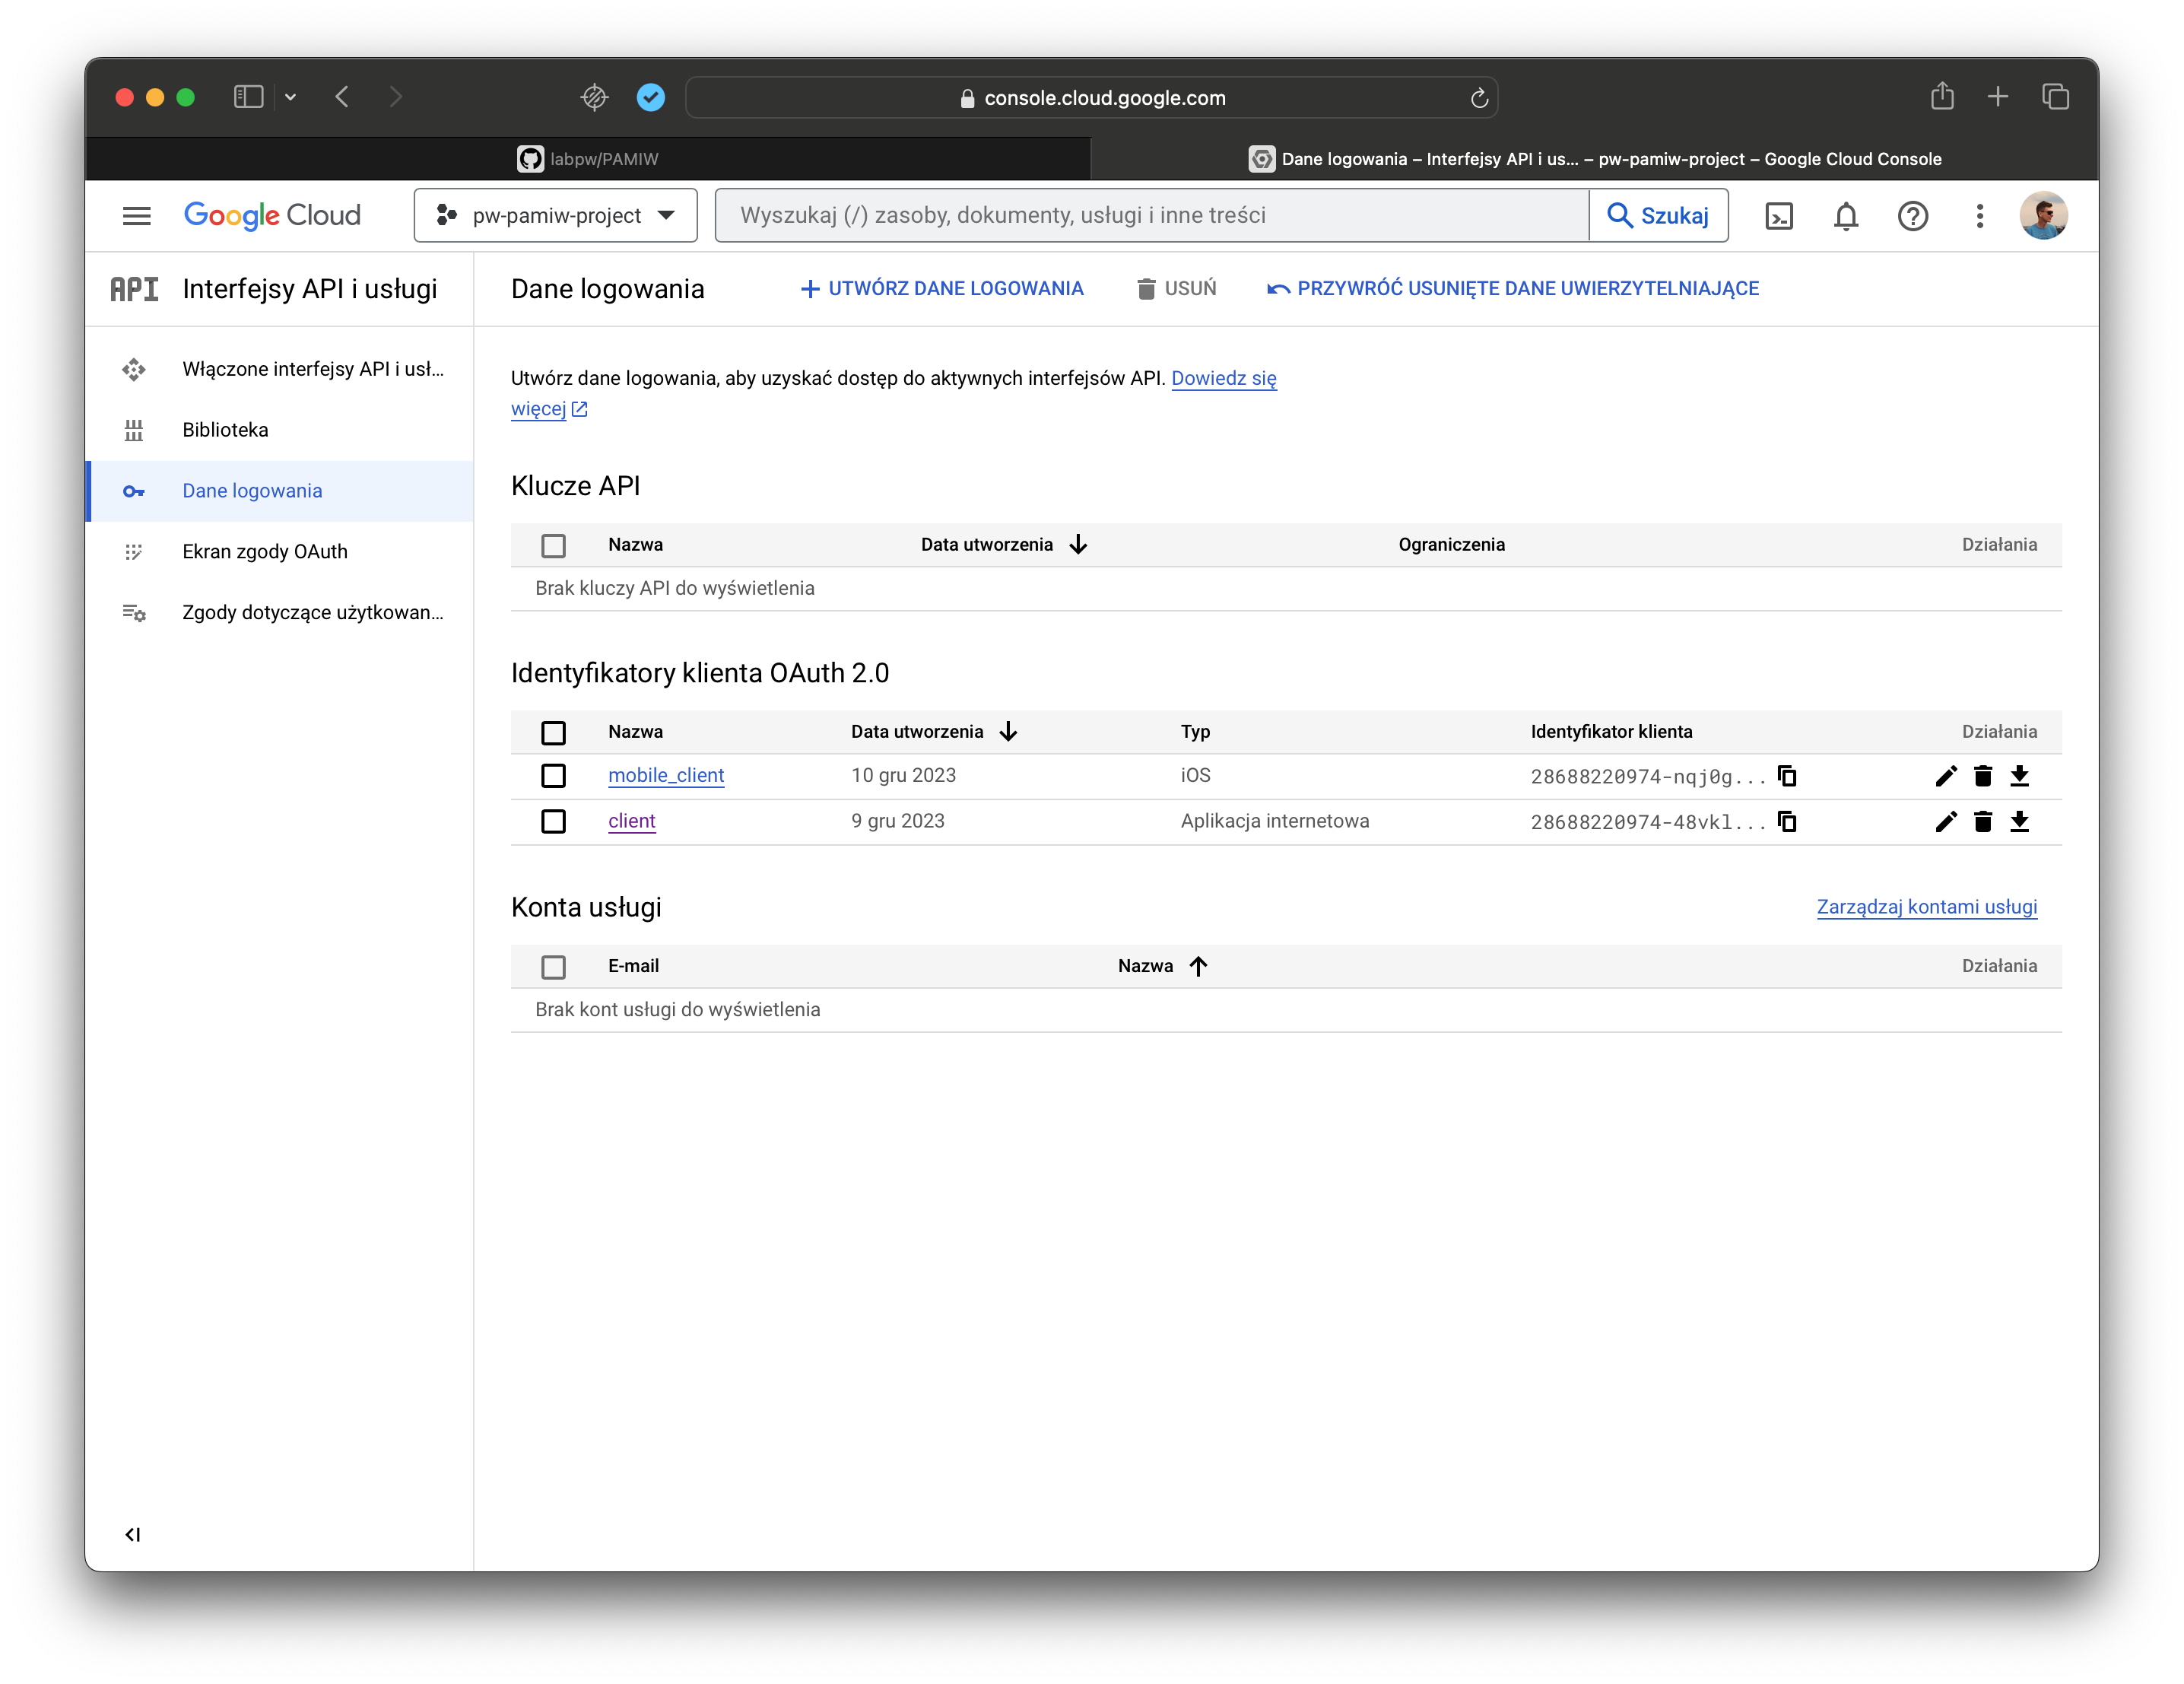 console.cloud.google.com
labpw/PAMIW
Dane logowania – Interfejsy API i us... – pw-pamiw-project – Google Cloud Console
Google Cloud
pw-pamiw-project
Wyszukaj (/) zasoby, dokumenty, usługi i inne treści
Szukaj
API Interfejsy API i usługi
Dane logowania
UTWÓRZ DANE LOGOWANIA
USUŃ
PRZYWRÓĆ USUNIĘTE DANE UWIERZYTELNIAJĄCE
Włączone interfejsy API i usł...
Biblioteka
Dane logowania
Ekran zgody OAuth
Zgody dotyczące użytkowan...
Utwórz dane logowania, aby uzyskać dostęp do aktywnych interfejsów API. Dowiedz się
więcej
Klucze API
Nazwa Data utworzenia Ograniczenia Działania
Brak kluczy API do wyświetlenia
Identyfikatory klienta OAuth 2.0
Nazwa Data utworzenia Typ Identyfikator klienta Działania
mobile_client 10 gru 2023 iOS 28688220974-nqj0g...
client 9 gru 2023 Aplikacja internetowa 28688220974-48vkl...
Konta usługi
Zarządzaj kontami usługi
E-mail Nazwa Działania
Brak kont usługi do wyświetlenia